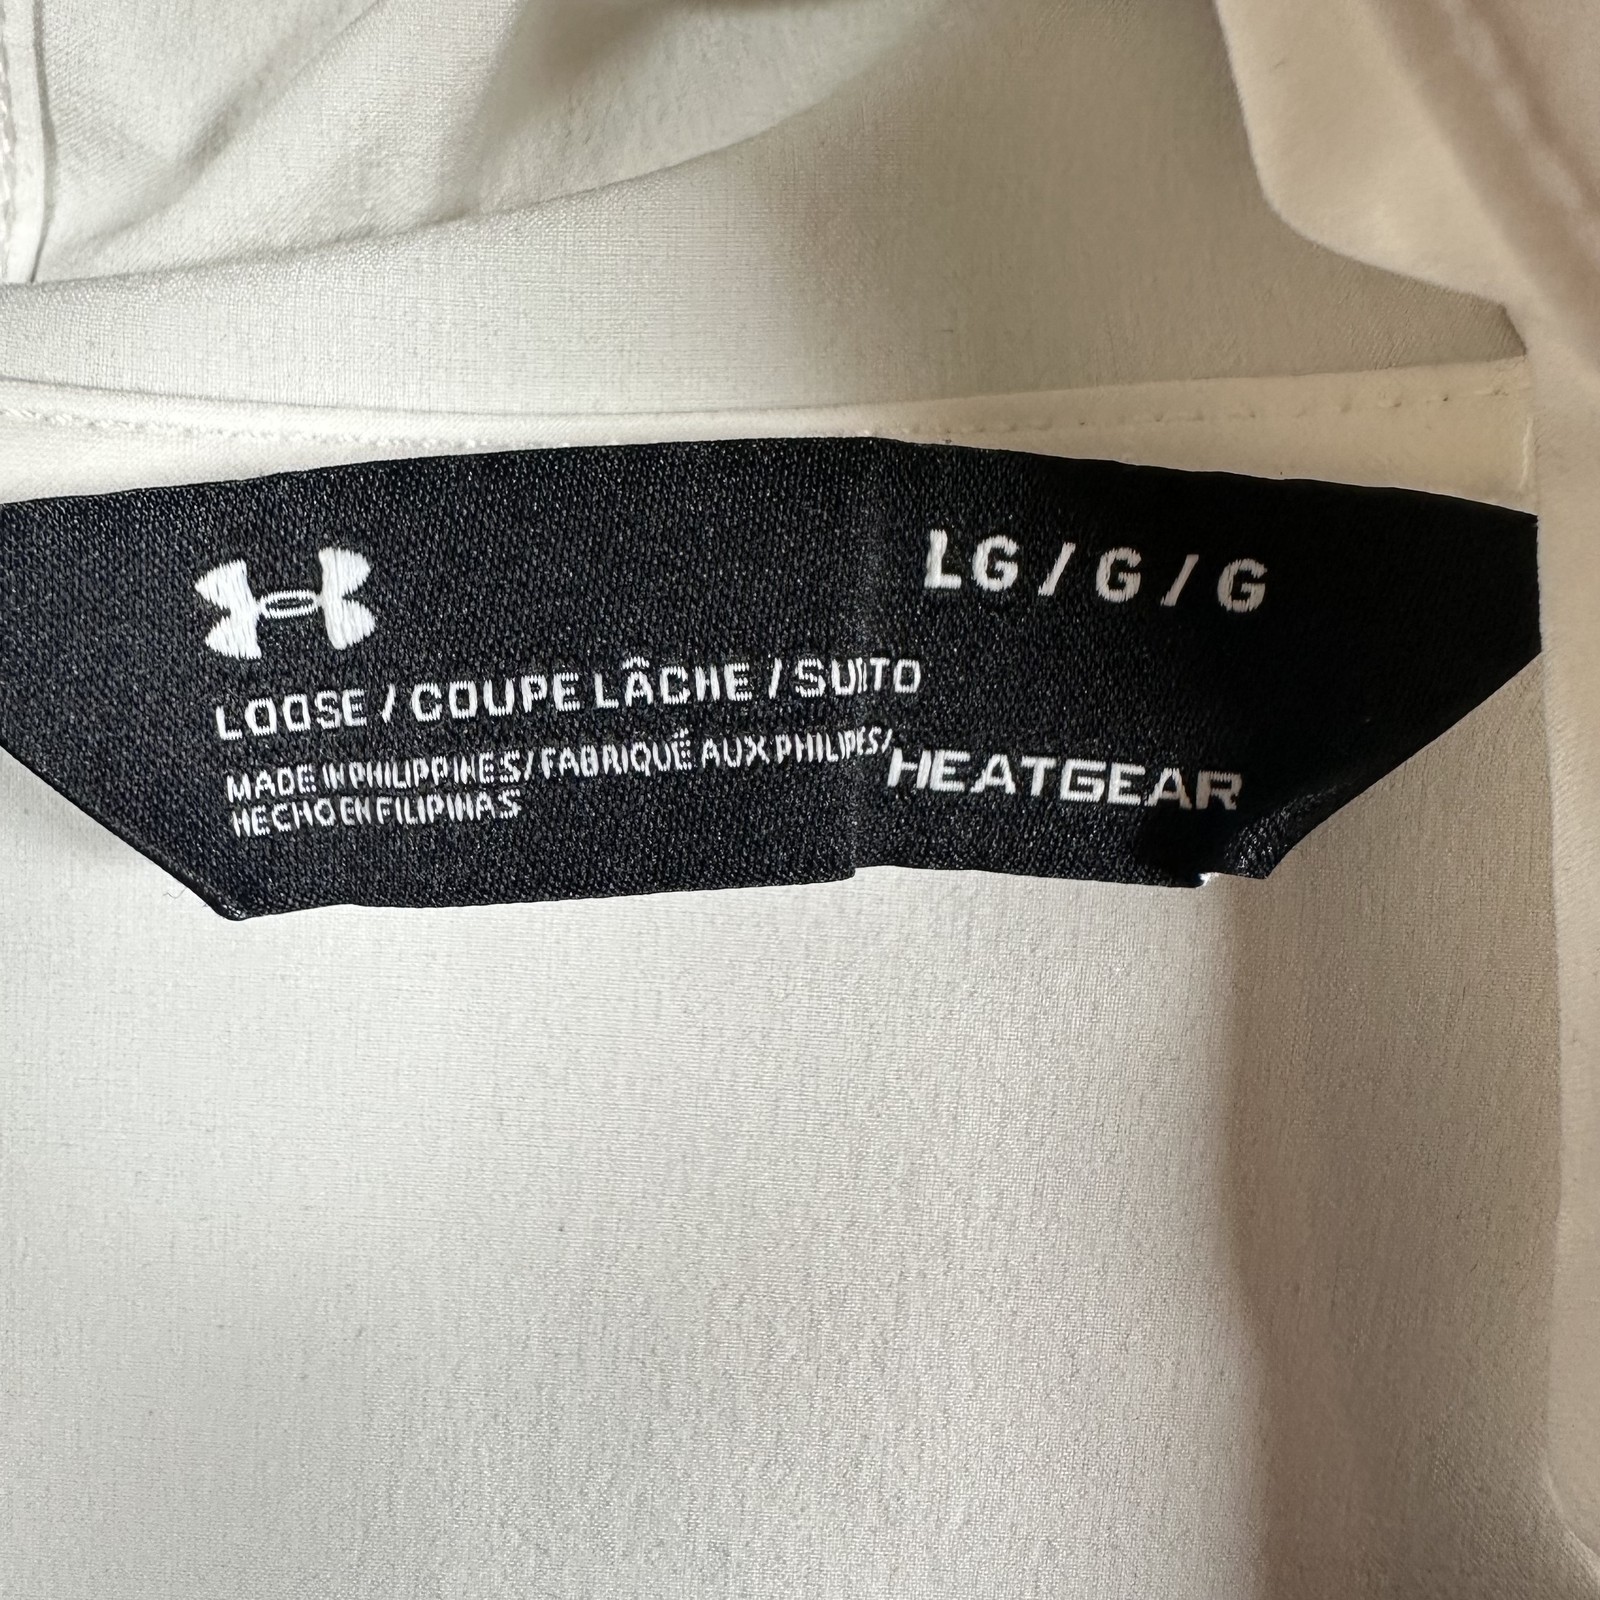 LG / G / G
LOOSE / COUPE LÂCHE / SUELTO
MADE IN PHILIPPINES / FABRIQUÉ AUX PHILIPPINES /
HECHO EN FILIPINAS
HEATGEAR